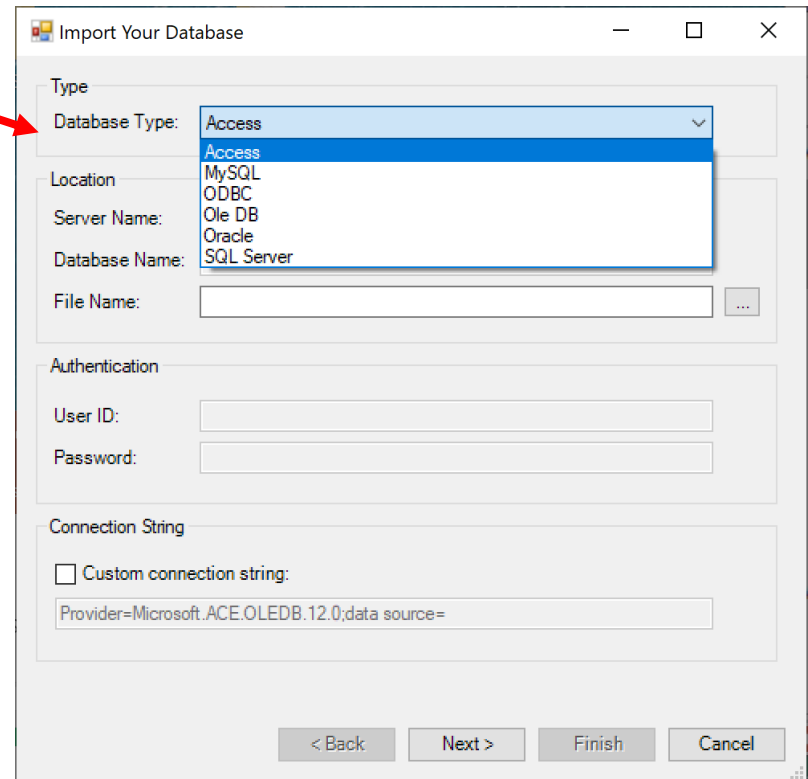 Import Your Database
Type
Database Type: Access
Access
MySQL
ODBC
Ole DB
Oracle
SQL Server
Location
Server Name:
Database Name:
File Name: ...
Authentication
User ID:
Password:
Connection String
Custom connection string:
Provider=Microsoft.ACE.OLEDB.12.0;data source=
< Back Next > Finish Cancel